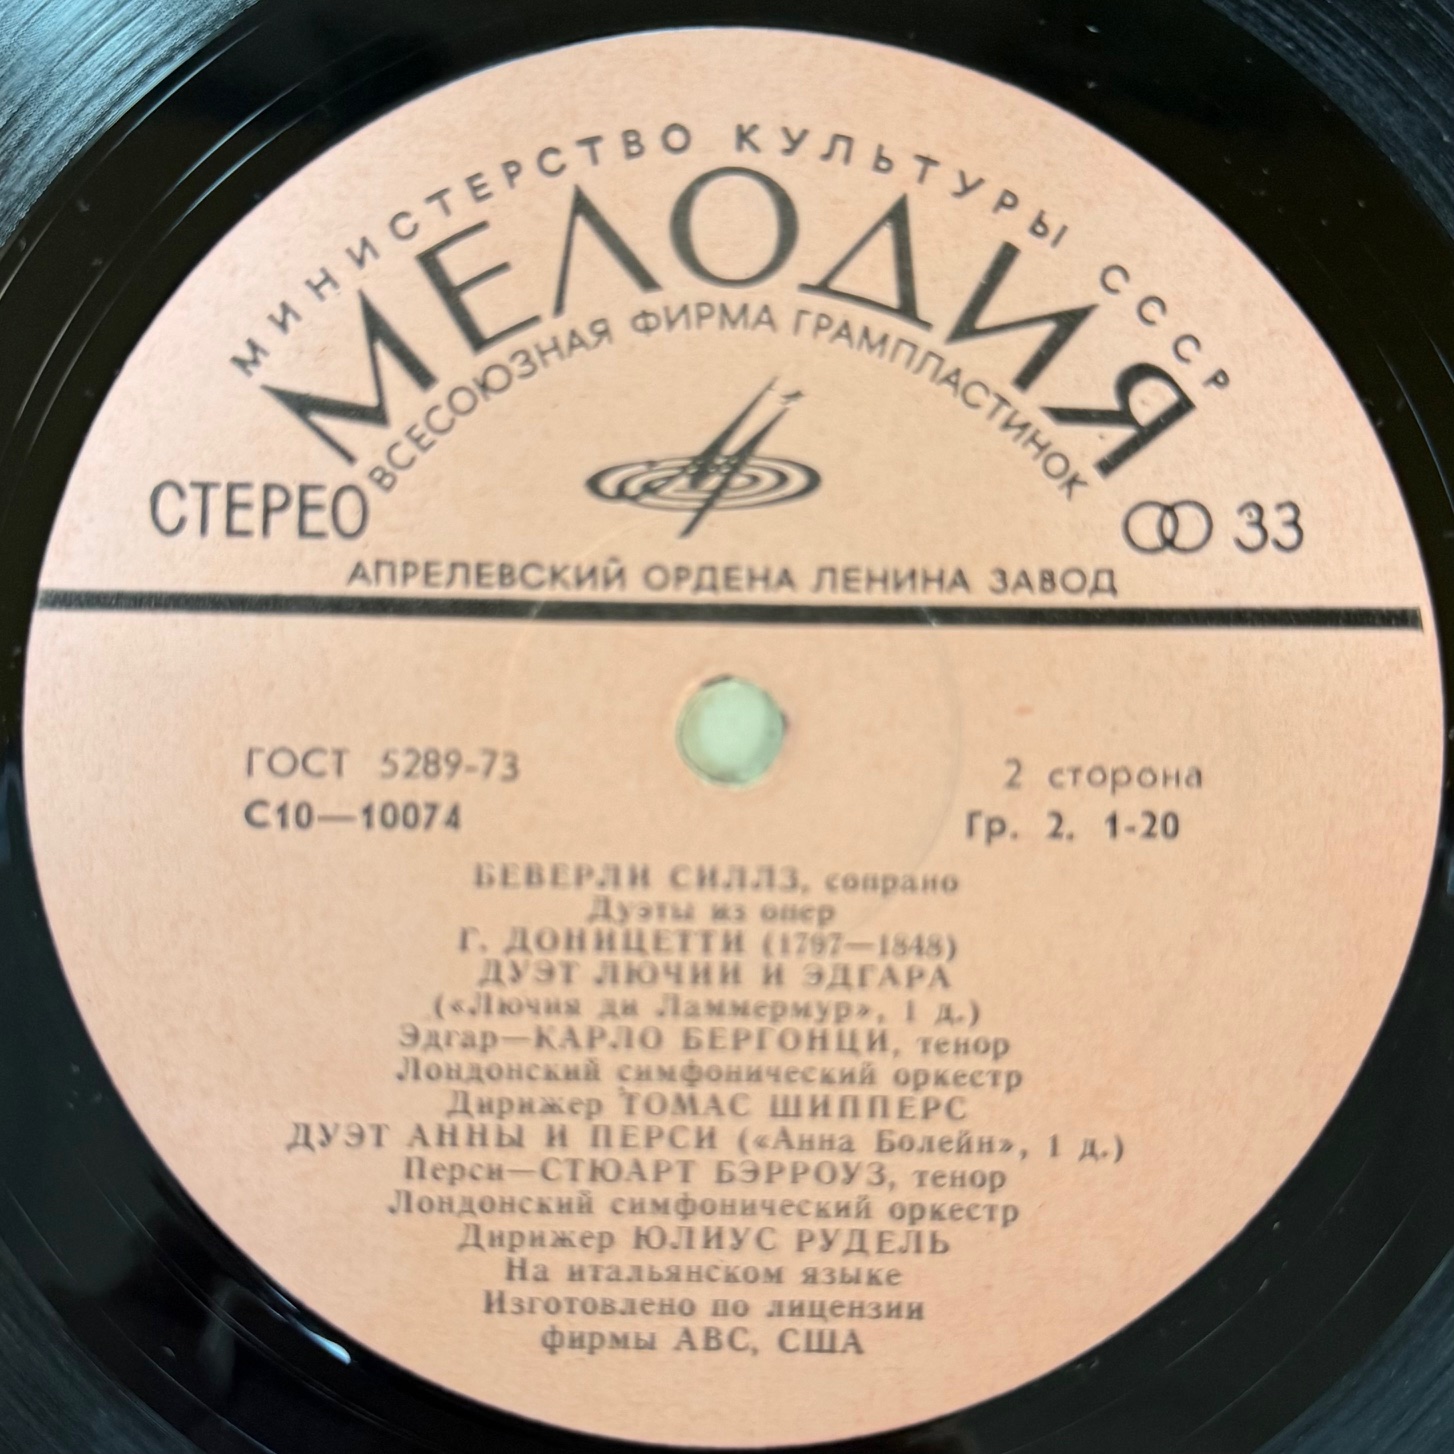 МИНИСТЕРСТВО КУЛЬТУРЫ СССР
МЕЛОДИЯ
ВСЕСОЮЗНАЯ ФИРМА ГРАМПЛАСТИНОК
СТЕРЕО
33
АПРЕЛЕВСКИЙ ОРДЕНА ЛЕНИНА ЗАВОД
ГОСТ 5289-73
2 сторона
С10—10074
Гр. 2. 1-20
БЕВЕРЛИ СИЛЛЗ, сопрано
Дуэты из опер
Г. ДОНИЦЕТТИ (1797—1848)
ДУЭТ ЛЮЧИИ И ЭДГАРА
(«Лючия ди Ламмермур», 1 д.)
Эдгар—КАРЛО БЕРГОНЦИ, тенор
Лондонский симфонический оркестр
Дирижер ТОМАС ШИППЕРС
ДУЭТ АННЫ И ПЕРСИ («Анна Болейн», 1 д.)
Перси—СТЮАРТ БЭРРОУЗ, тенор
Лондонский симфонический оркестр
Дирижер ЮЛИУС РУДЕЛЬ
На итальянском языке
Изготовлено по лицензии
фирмы ABC, США